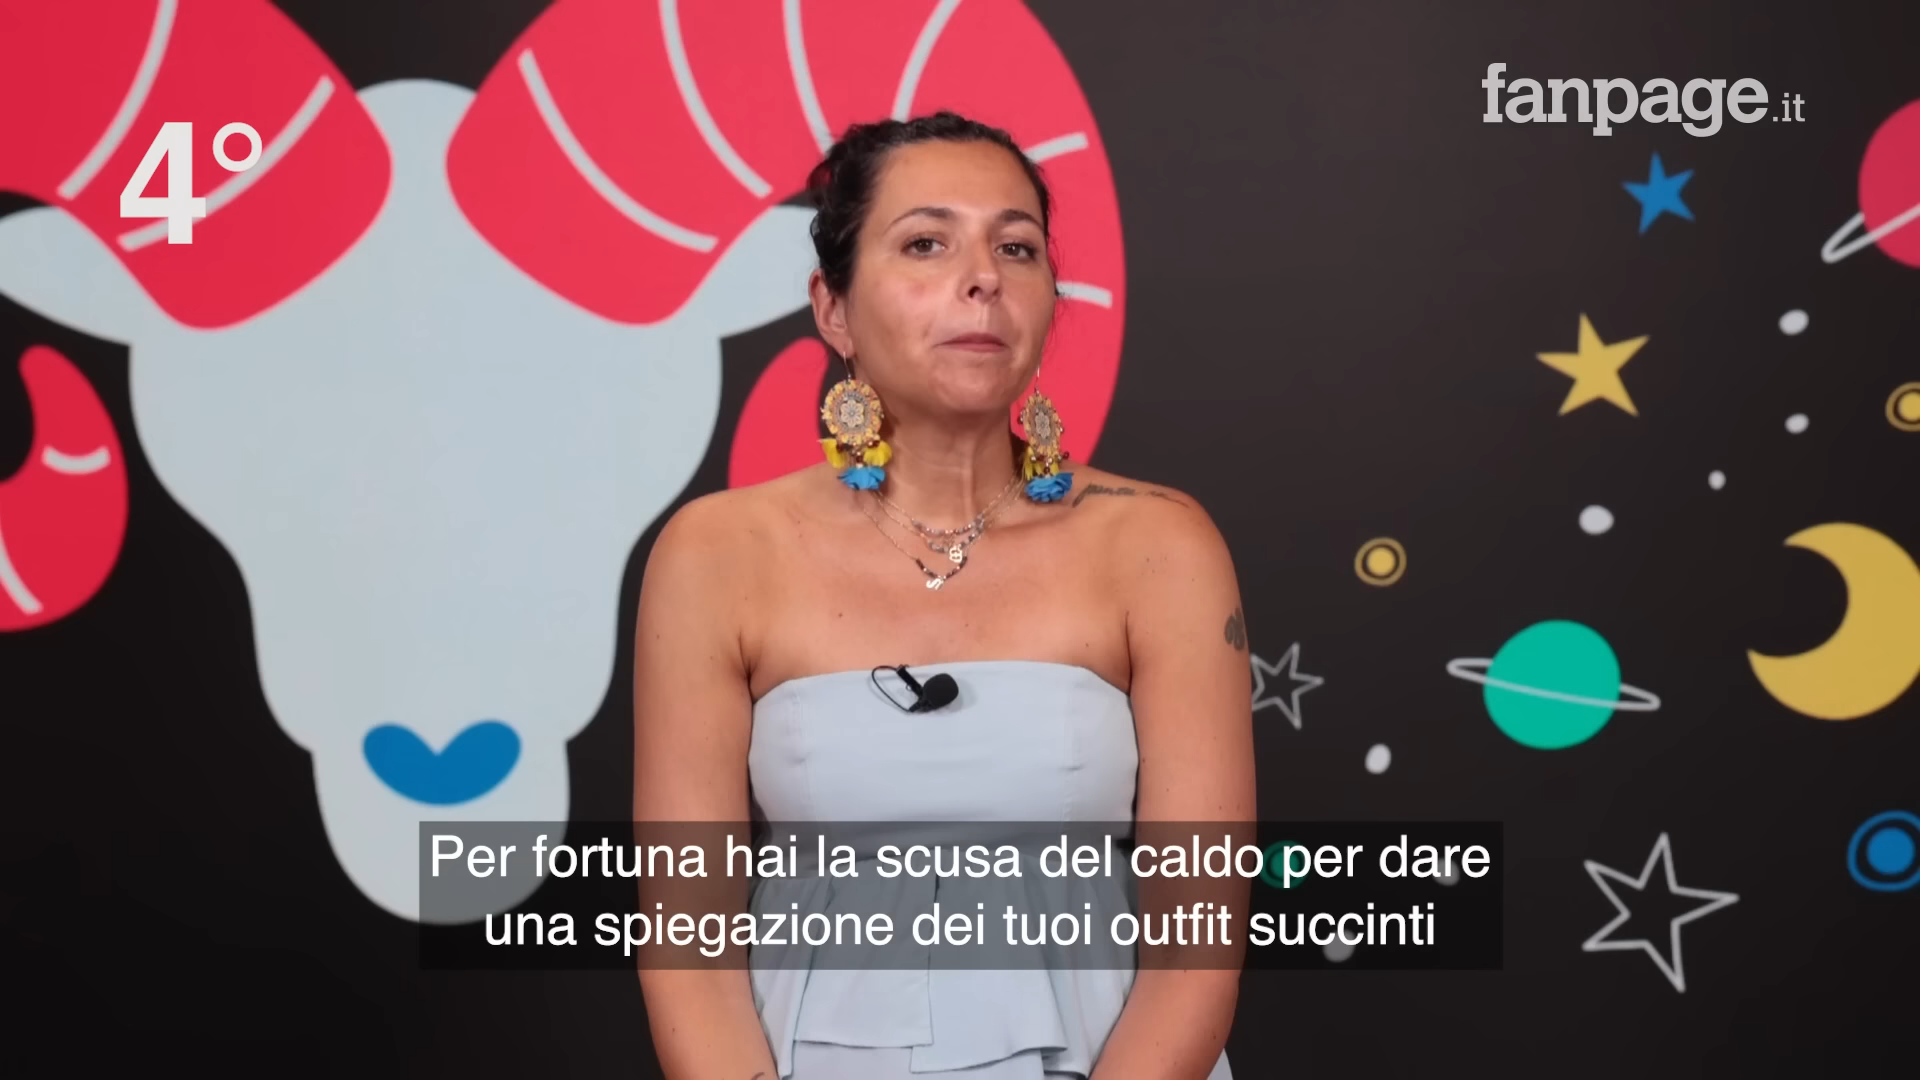 4°
fanpage.it
Per fortuna hai la scusa del caldo per dare
una spiegazione dei tuoi outfit succinti